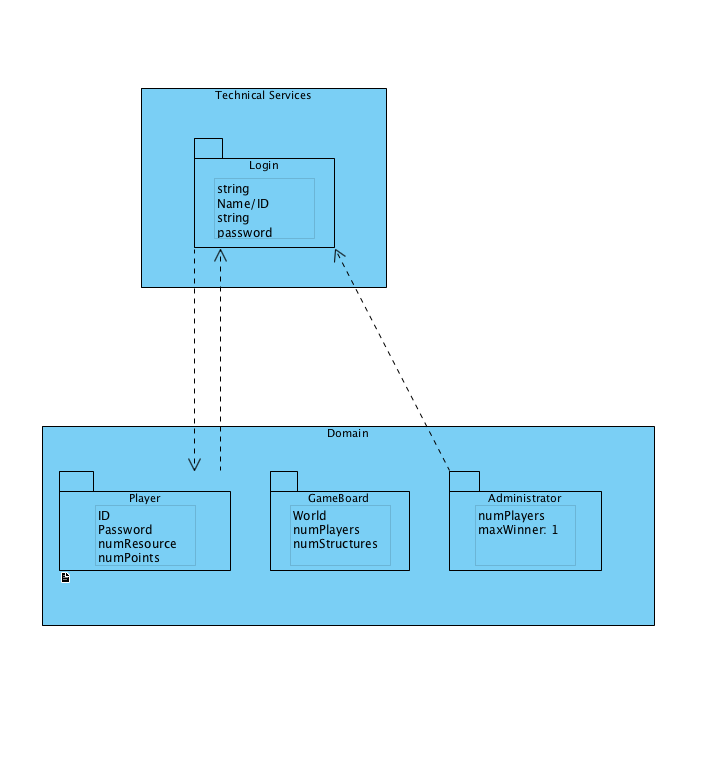 Technical Services
Login
string
Name/ID
string
password
Domain
Player
ID
Password
numResource
numPoints
GameBoard
World
numPlayers
numStructures
Administrator
numPlayers
maxWinner: 1